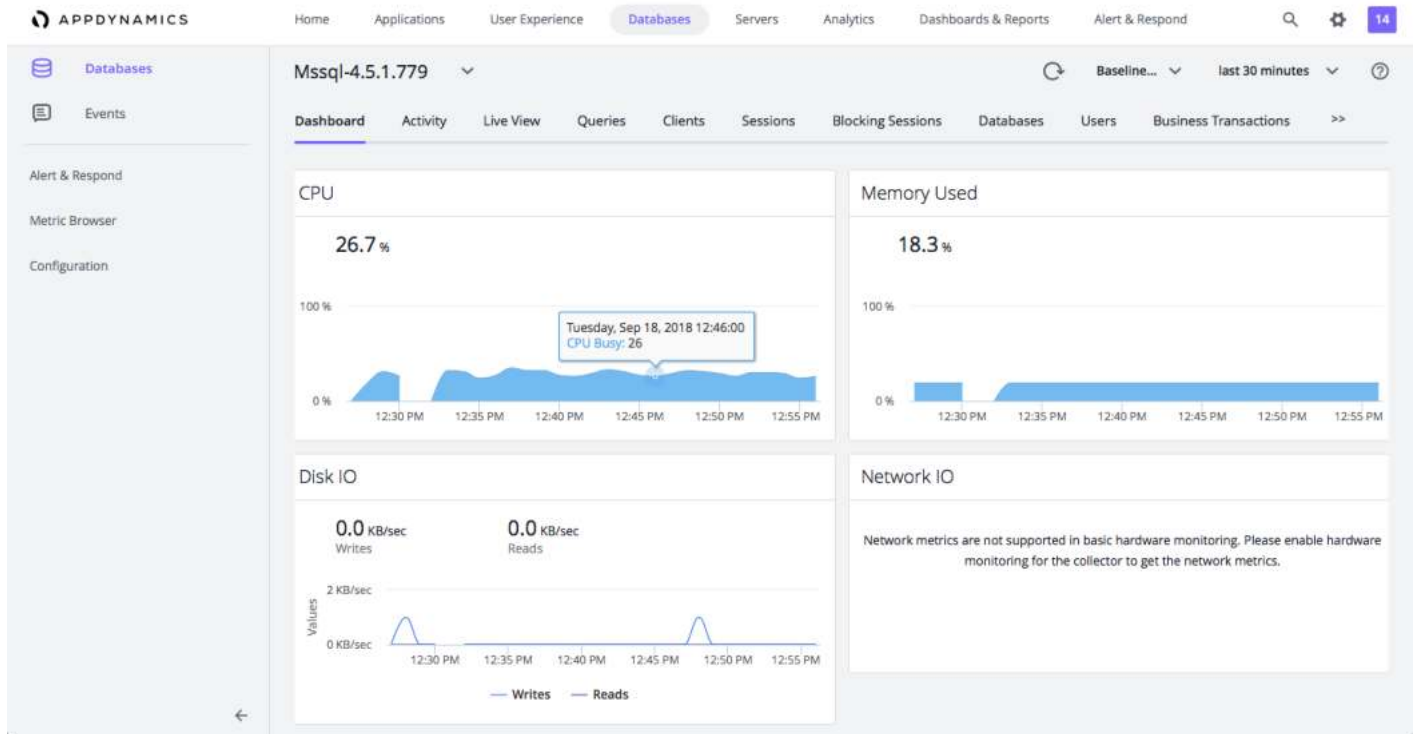 APPDYNAMICS
Home Applications User Experience Databases Servers Analytics Dashboards & Reports Alert & Respond 14
Databases
Events
Alert & Respond
Metric Browser
Configuration
Mssql-4.5.1.779
Baseline... last 30 minutes ?
Dashboard Activity Live View Queries Clients Sessions Blocking Sessions Databases Users Business Transactions >>
CPU
26.7 %
100 %
Tuesday, Sep 18, 2018 12:46:00
CPU Busy: 26
0 %
12:30 PM 12:35 PM 12:40 PM 12:45 PM 12:50 PM 12:55 PM
Memory Used
18.3 %
100 %
0 %
12:30 PM 12:35 PM 12:40 PM 12:45 PM 12:50 PM 12:55 PM
Disk IO
0.0 KB/sec 0.0 KB/sec
Writes Reads
2 KB/sec
Values
0 KB/sec
12:30 PM 12:35 PM 12:40 PM 12:45 PM 12:50 PM 12:55 PM
Writes Reads
Network IO
Network metrics are not supported in basic hardware monitoring. Please enable hardware
monitoring for the collector to get the network metrics.